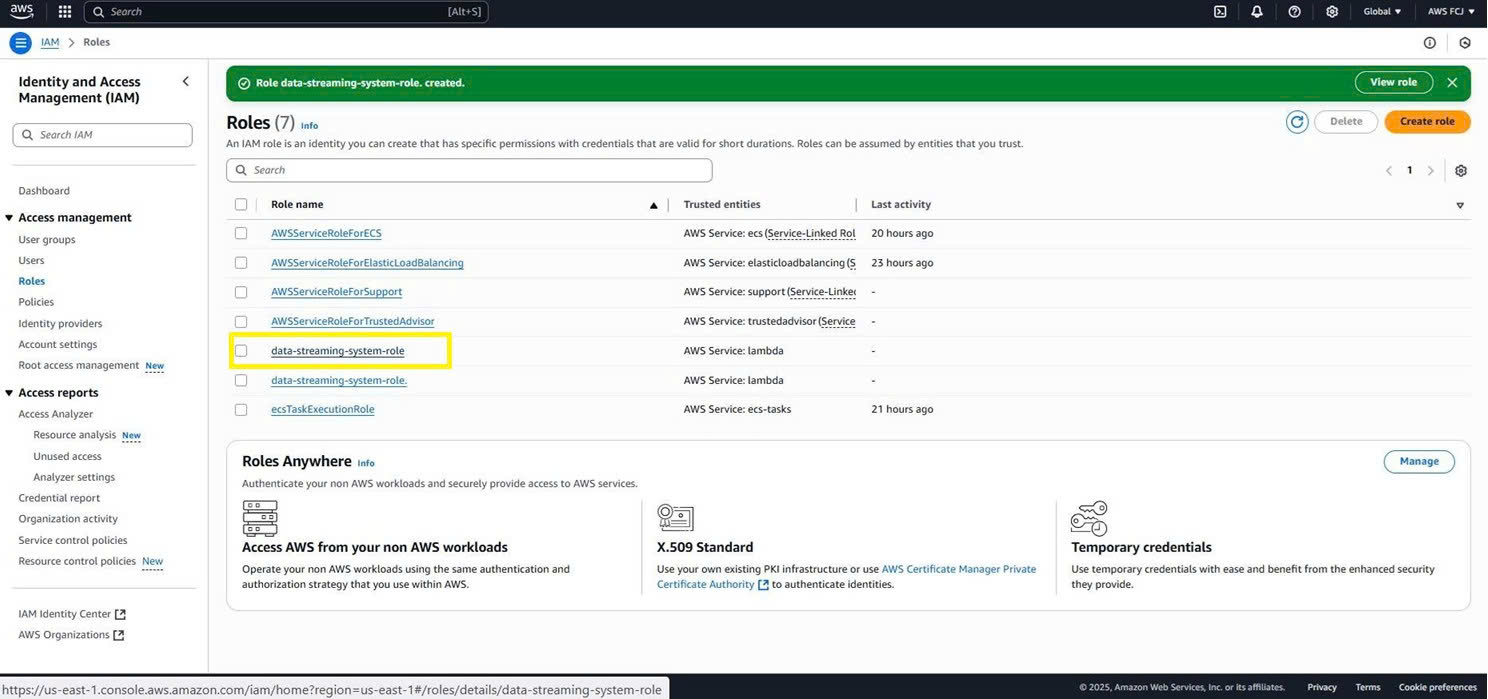 aws
Search [Alt+S] Global AWS FCJ
IAM > Roles
Identity and Access
Management (IAM)
Search IAM
Dashboard
Access management
User groups
Users
Roles
Policies
Identity providers
Account settings
Root access management New
Access reports
Access Analyzer
Resource analysis New
Unused access
Analyzer settings
Credential report
Organization activity
Service control policies
Resource control policies New
IAM Identity Center
AWS Organizations
Role data-streaming-system-role. created. View role
Roles (7) Info Delete Create role
An IAM role is an identity you can create that has specific permissions with credentials that are valid for short durations. Roles can be assumed by entities that you trust.
Search 1
Role name Trusted entities Last activity
AWSServiceRoleForECS AWS Service: ecs (Service-Linked Rol 20 hours ago
AWSServiceRoleForElasticLoadBalancing AWS Service: elasticloadbalancing (S 23 hours ago
AWSServiceRoleForSupport AWS Service: support (Service-Linked -
AWSServiceRoleForTrustedAdvisor AWS Service: trustedadvisor (Service -
data-streaming-system-role AWS Service: lambda -
data-streaming-system-role. AWS Service: lambda -
ecsTaskExecutionRole AWS Service: ecs-tasks 21 hours ago
Roles Anywhere Info Manage
Authenticate your non AWS workloads and securely provide access to AWS services.
Access AWS from your non AWS workloads
Operate your non AWS workloads using the same authentication and
authorization strategy that you use within AWS.
X.509 Standard
Use your own existing PKI infrastructure or use AWS Certificate Manager Private
Certificate Authority to authenticate identities.
Temporary credentials
Use temporary credentials with ease and benefit from the enhanced security
they provide.
https://us-east-1.console.aws.amazon.com/iam/home?region=us-east-1#/roles/details/data-streaming-system-role
© 2025, Amazon Web Services, Inc. or its affiliates. Privacy Terms Cookie preferences